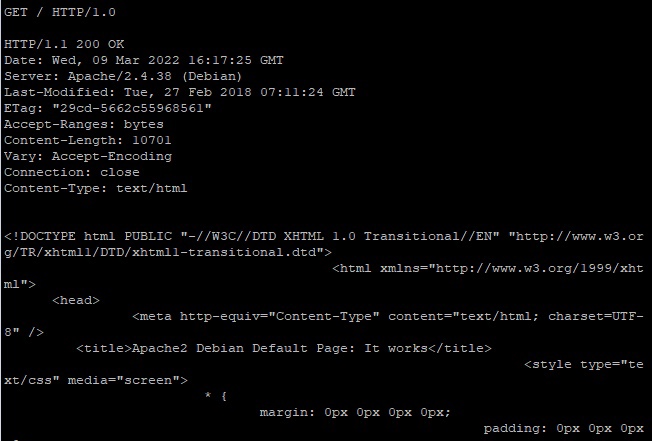 GET / HTTP/1.0
HTTP/1.1 200 OK
Date: Wed, 09 Mar 2022 16:17:25 GMT
Server: Apache/2.4.38 (Debian)
Last-Modified: Tue, 27 Feb 2018 07:11:24 GMT
ETag: "29cd-5662c55968561"
Accept-Ranges: bytes
Content-Length: 10701
Vary: Accept-Encoding
Connection: close
Content-Type: text/html
<!DOCTYPE html PUBLIC "-//W3C//DTD XHTML 1.0 Transitional//EN" "http://www.w3.or
g/TR/xhtml1/DTD/xhtml1-transitional.dtd">
<html xmlns="http://www.w3.org/1999/xht
ml">
<head>
<meta http-equiv="Content-Type" content="text/html; charset=UTF-
8" />
<title>Apache2 Debian Default Page: It works</title>
<style type="te
xt/css" media="screen">
* {
margin: 0px 0px 0px 0px;
padding: 0px 0px 0px